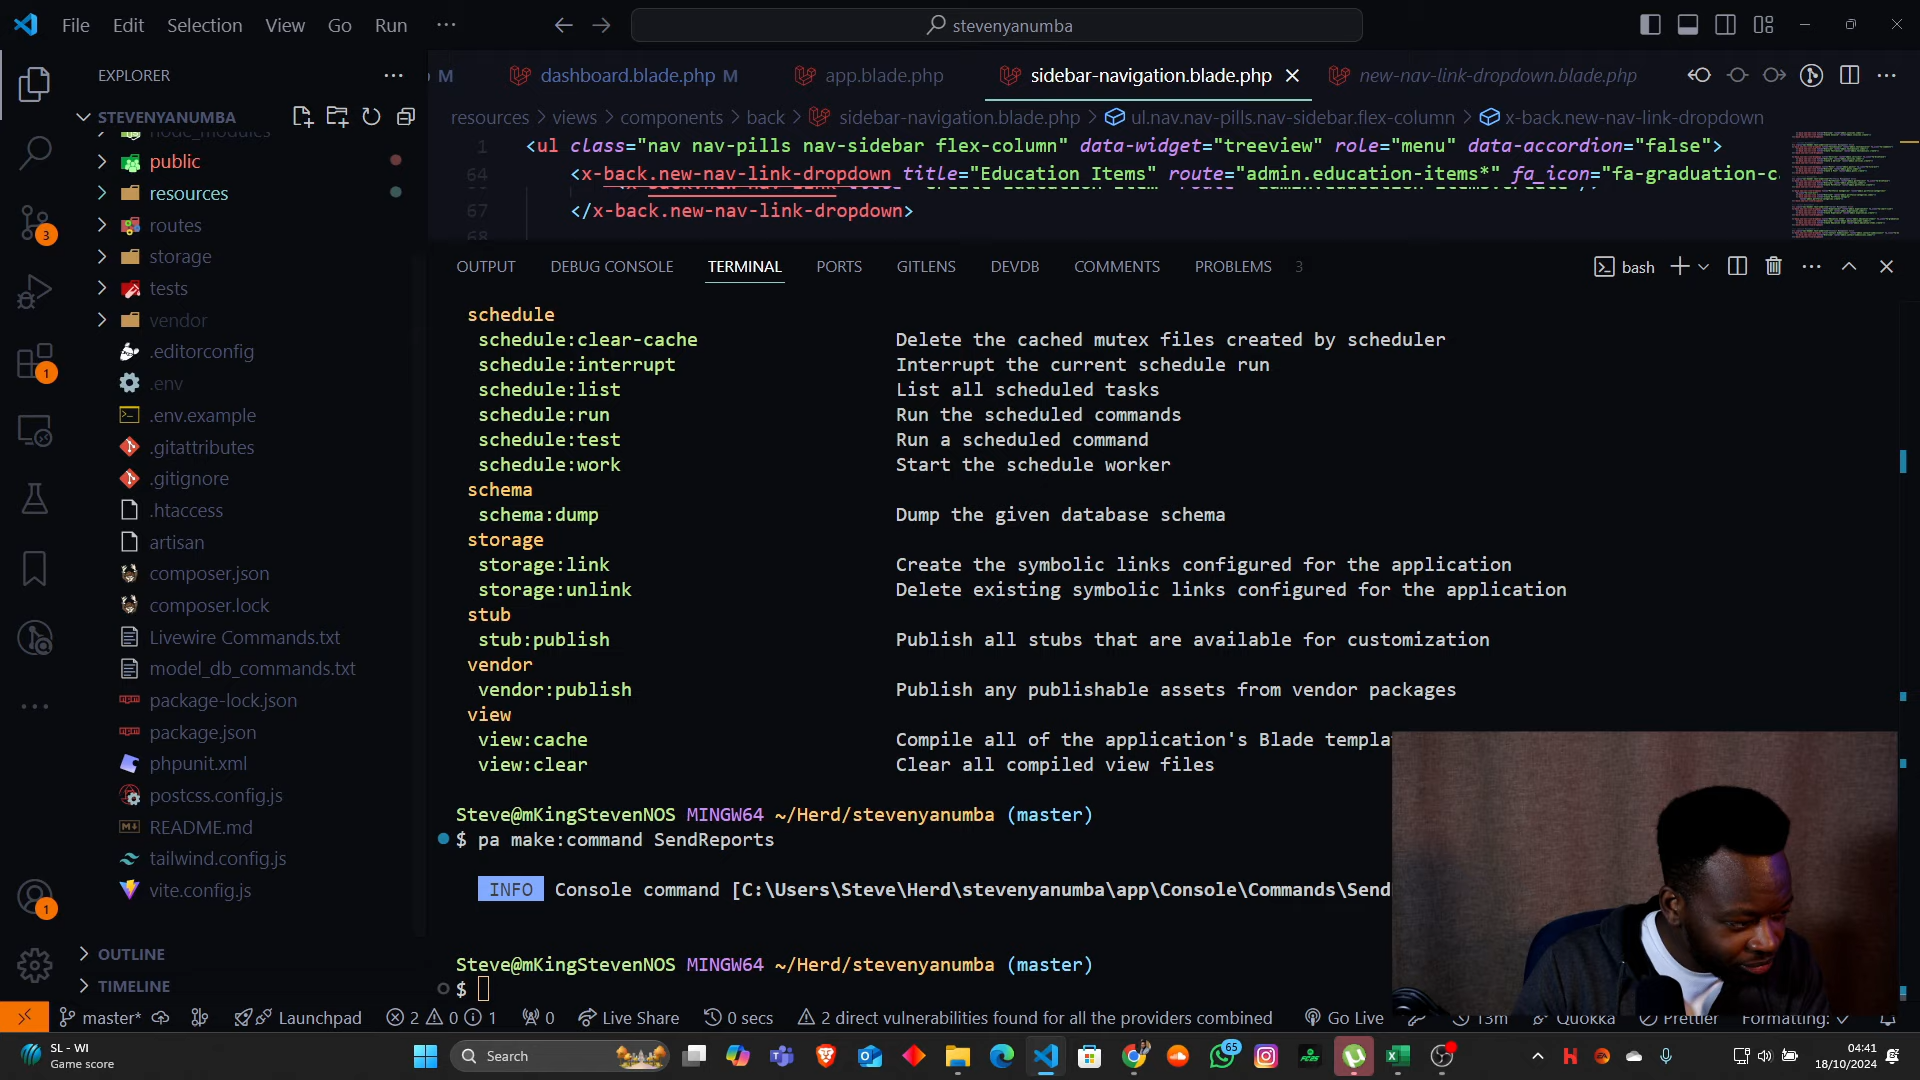 File Edit Selection View Go Run ··· stevenyanumba
EXPLORER
M dashboard.blade.php M app.blade.php sidebar-navigation.blade.php new-nav-link-dropdown.blade.php
STEVENYANUMBA
resources > views > components > back > sidebar-navigation.blade.php > ul.nav.nav-pills.nav-sidebar.flex-column > x-back.new-nav-link-dropdown
node_modules
public
resources
routes
storage
tests
vendor
.editorconfig
.env
.env.example
.gitattributes
.gitignore
.htaccess
artisan
composer.json
composer.lock
Livewire Commands.txt
model_db_commands.txt
package-lock.json
package.json
phpunit.xml
postcss.config.js
README.md
tailwind.config.js
vite.config.js
OUTLINE
TIMELINE
3
1
1
1 <ul class="nav nav-pills nav-sidebar flex-column" data-widget="treeview" role="menu" data-accordion="false">
64 <x-back.new-nav-link-dropdown title="Education Items" route="admin.education-items*" fa_icon="fa-graduation-c
67 </x-back.new-nav-link-dropdown>
68
OUTPUT DEBUG CONSOLE TERMINAL PORTS GITLENS DEVDB COMMENTS PROBLEMS 3 bash
schedule
schedule:clear-cache Delete the cached mutex files created by scheduler
schedule:interrupt Interrupt the current schedule run
schedule:list List all scheduled tasks
schedule:run Run the scheduled commands
schedule:test Run a scheduled command
schedule:work Start the schedule worker
schema
schema:dump Dump the given database schema
storage
storage:link Create the symbolic links configured for the application
storage:unlink Delete existing symbolic links configured for the application
stub
stub:publish Publish all stubs that are available for customization
vendor
vendor:publish Publish any publishable assets from vendor packages
view
view:cache Compile all of the application's Blade templa
view:clear Clear all compiled view files
Steve@mKingStevenNOS MINGW64 ~/Herd/stevenyanumba (master)
$ pa make:command SendReports
INFO Console command [C:\Users\Steve\Herd\stevenyanumba\app\Console\Commands\Send
Steve@mKingStevenNOS MINGW64 ~/Herd/stevenyanumba (master)
$
master* Launchpad 2 0 1 0 Live Share 0 secs 2 direct vulnerabilities found for all the providers combined Go Live 13m Quokka Prettier Formatting:
SL - WI
Game score
Search
65
04:41
18/10/2024